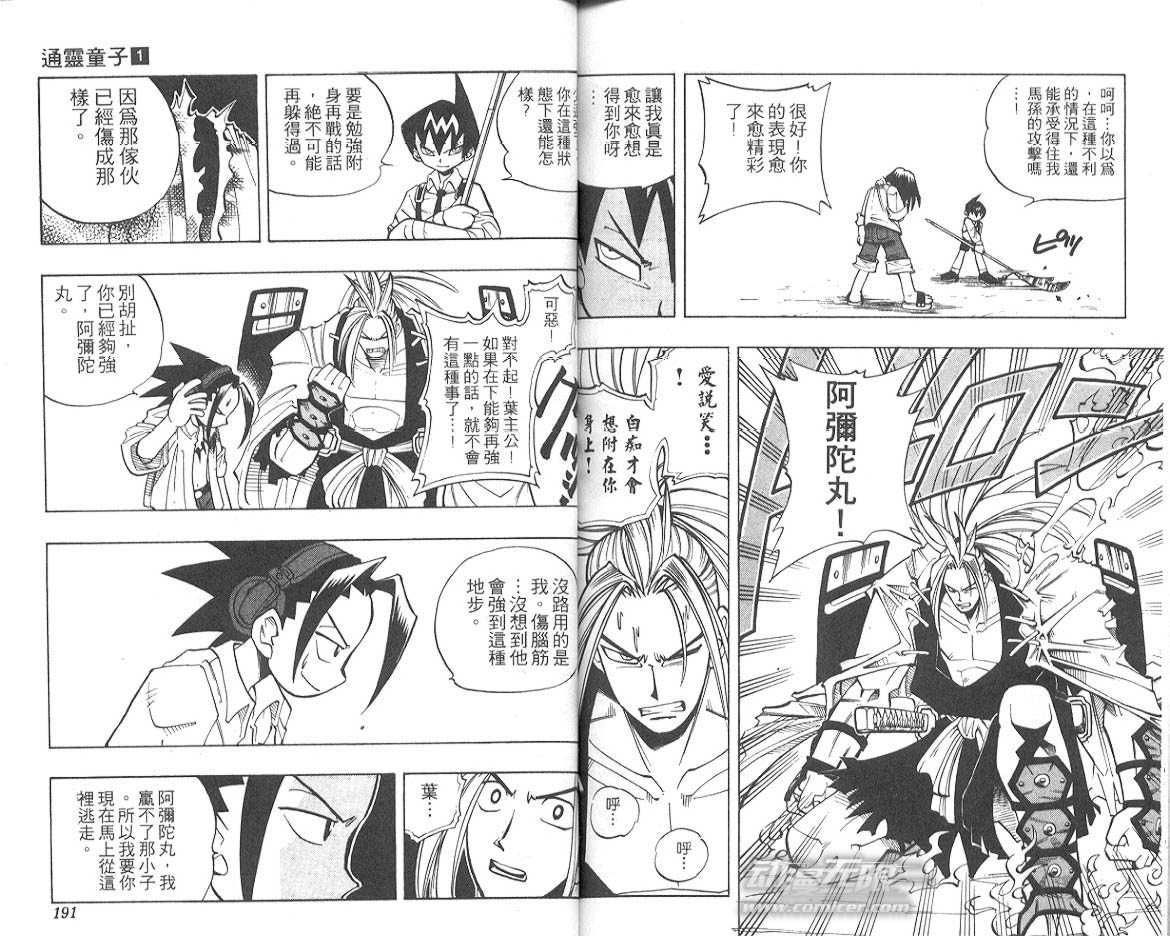 呵呵…你以爲
，在這種不利
的情況下，還
能承受得住我
馬孫的攻擊嗎
…！
很好！你
的表現愈
來愈精彩
了！
讓我眞是
愈來愈想
得到你呀
…
阿彌陀丸！
愛說笑…
！
白痴才會
想附在你
身上！
呼…
呼…
通靈童子1
你在這種狀
態下還能怎
樣？
要是勉強附
身再戰的話
，絕不可能
再躲得過。
因爲那傢伙
已經傷成那
樣了。
可惡！
對不起！葉主公！
如果在下能夠再強
一點的話，就不會
有這種事了…！
別胡扯，
你已經夠強
了，阿彌陀
丸。
沒路用的是
我。傷腦筋
…沒想到他
會強到這種
地步。
葉…
阿彌陀丸，我
贏不了那小子
。所以我要你
現在馬上從這
裡逃走。
191
www.comicer.com